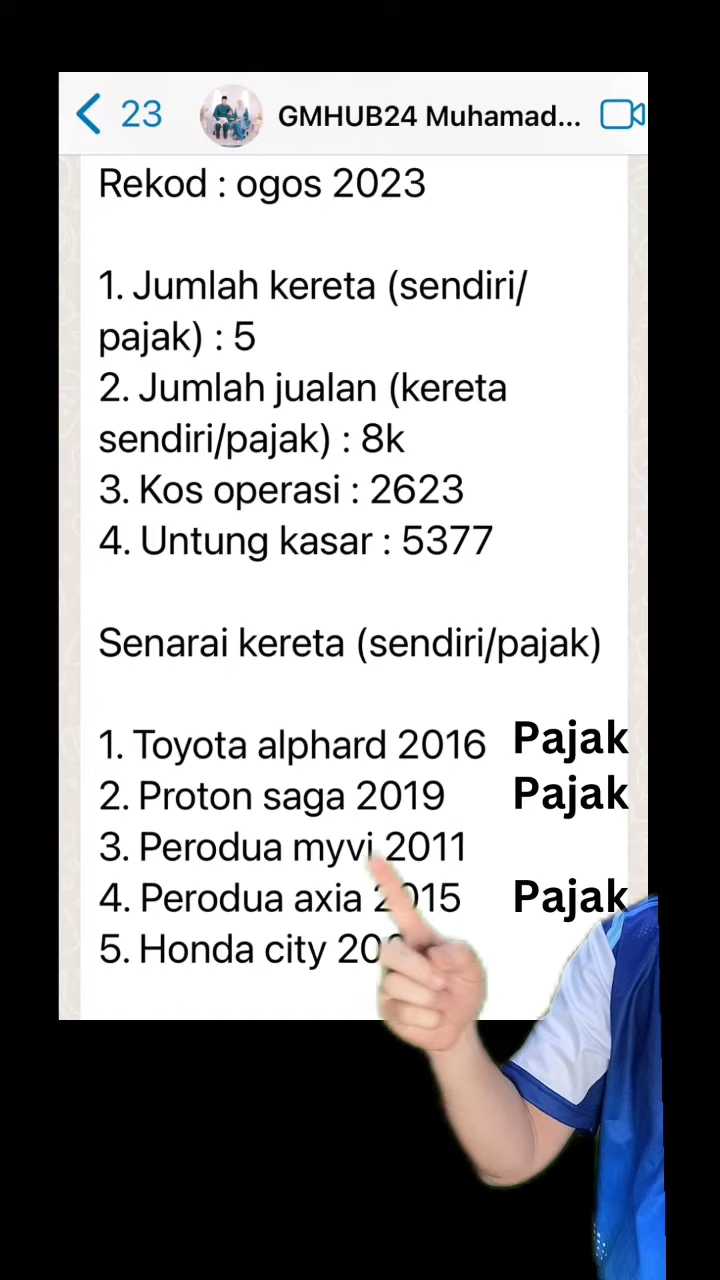 23
GMHUB24 Muhamad...
Rekod : ogos 2023
1. Jumlah kereta (sendiri/
pajak) : 5
2. Jumlah jualan (kereta
sendiri/pajak) : 8k
3. Kos operasi : 2623
4. Untung kasar : 5377
Senarai kereta (sendiri/pajak)
1. Toyota alphard 2016 Pajak
2. Proton saga 2019 Pajak
3. Perodua myvi 2011
4. Perodua axia 2015 Pajak
5. Honda city